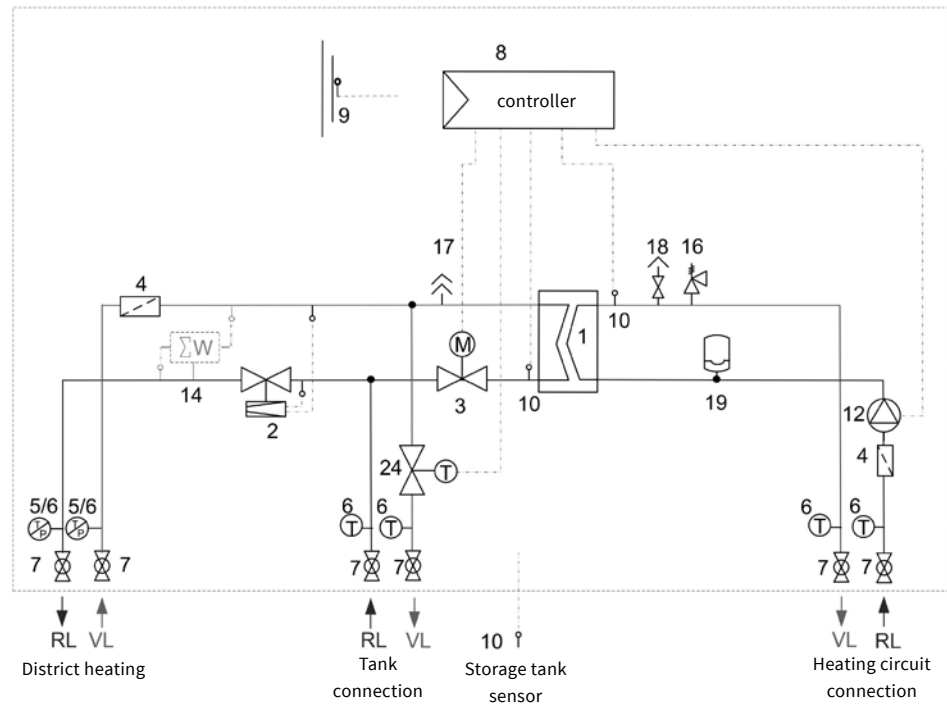 8
controller
9
17
18
16
4
1
10
ΣW
M
14
2
3
10
19
12
24
T
4
5/6
5/6
6
6
6
6
T/P
T/P
T
T
T
T
7
7
7
7
7
7
RL
VL
RL
VL
10
VL
RL
District heating
Tank
connection
Storage tank
sensor
Heating circuit
connection